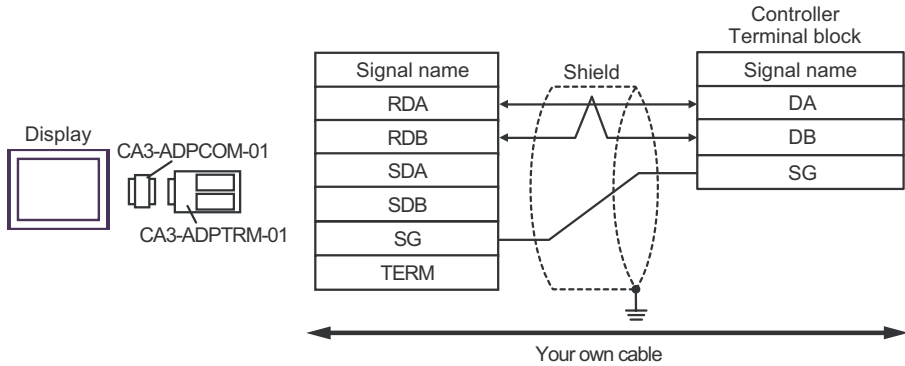 Display
CA3-ADPCOM-01
CA3-ADPTRM-01
Signal name
RDA
RDB
SDA
SDB
SG
TERM
Shield
Controller
Terminal block
Signal name
DA
DB
SG
Your own cable